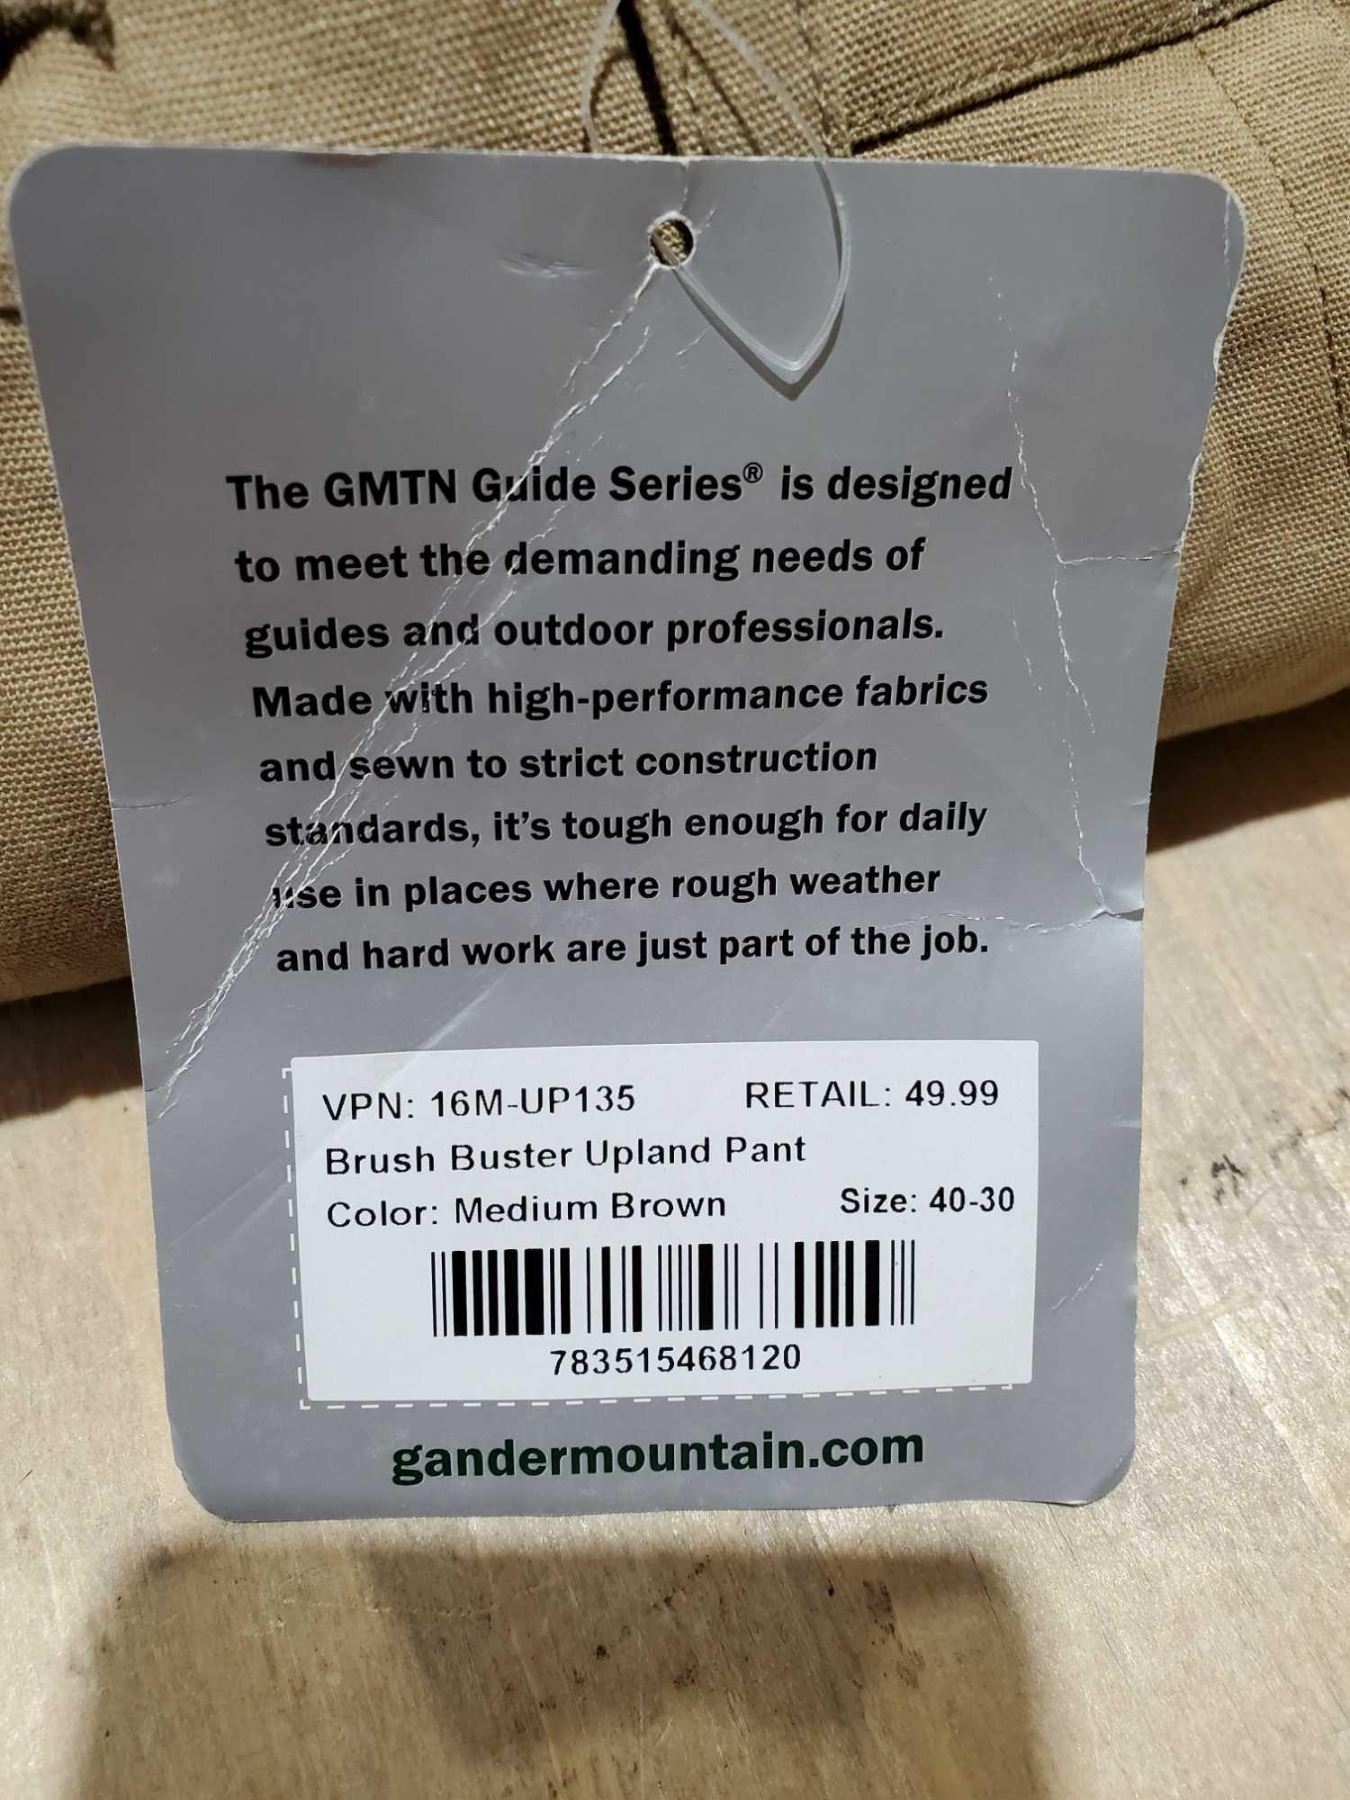 The GMTN Guide Series® is designed
to meet the demanding needs of
guides and outdoor professionals.
Made with high-performance fabrics
and sewn to strict construction
standards, it's tough enough for daily
use in places where rough weather
and hard work are just part of the job.
VPN: 16M-UP135 RETAIL: 49.99
Brush Buster Upland Pant
Color: Medium Brown Size: 40-30
783515468120
gandermountain.com